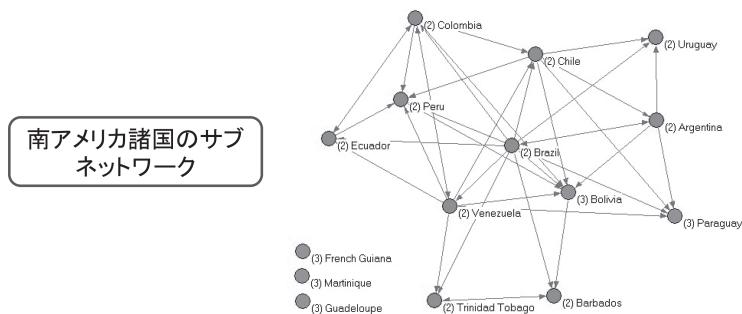 南アメリカ諸国のサブ
ネットワーク
(2) Colombia
(2) Uruguay
(2) Chile
(2) Peru
(2) Argentina
(2) Ecuador
(2) Brazil
(3) Bolivia
(2) Venezuela
(3) Paraguay
(3) French Guiana
(3) Martinique
(3) Guadeloupe
(2) Trinidad Tobago
(2) Barbados